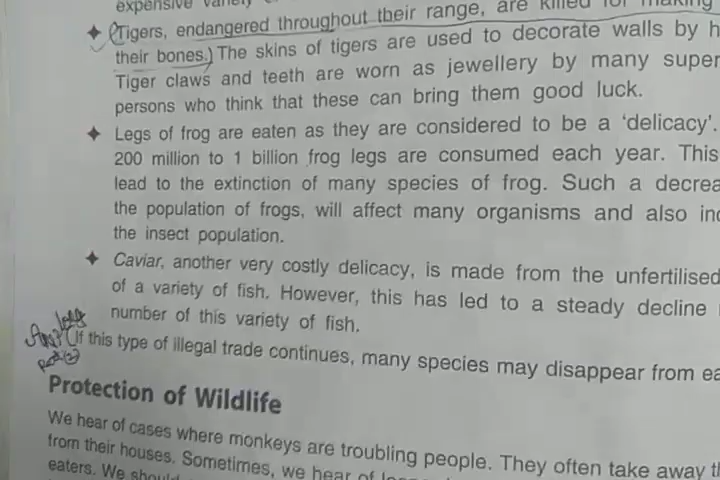 expensive variety
✦ (Tigers, endangered throughout their range, are killed for making
their bones.) The skins of tigers are used to decorate walls by h
Tiger claws and teeth are worn as jewellery by many super
persons who think that these can bring them good luck.
✦ Legs of frog are eaten as they are considered to be a ‘delicacy’.
200 million to 1 billion frog legs are consumed each year. This
lead to the extinction of many species of frog. Such a decrea
the population of frogs, will affect many organisms and also inc
the insect population.
✦ Caviar, another very costly delicacy, is made from the unfertilised
of a variety of fish. However, this has led to a steady decline
number of this variety of fish.
(If this type of illegal trade continues, many species may disappear from ea
Protection of Wildlife
We hear of cases where monkeys are troubling people. They often take away th
from their houses. Sometimes, we hear of
eaters. We